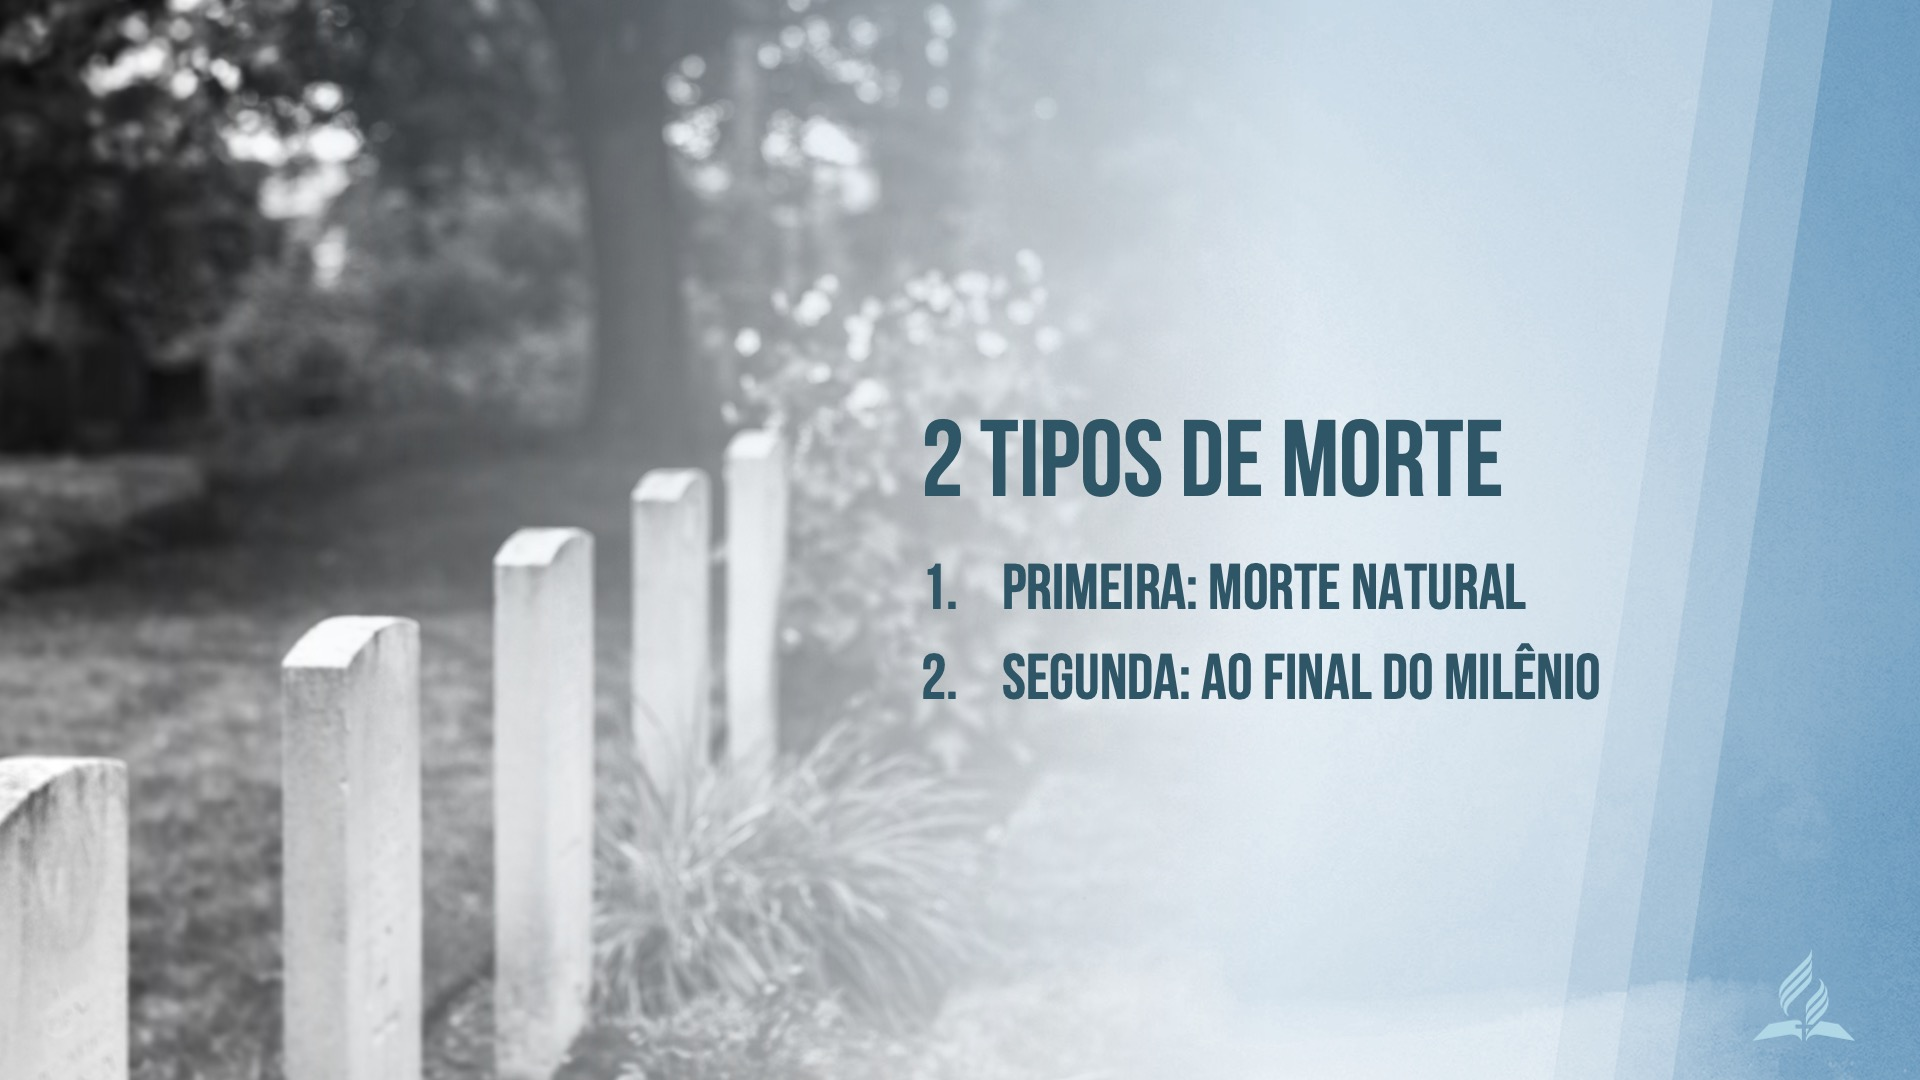 2 TIPOS DE MORTE
1. PRIMEIRA: MORTE NATURAL
2. SEGUNDA: AO FINAL DO MILÊNIO